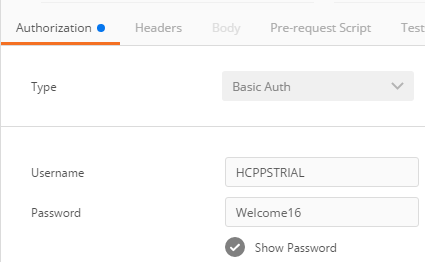 Authorization Headers Body Pre-request Script Test
Type Basic Auth
Username HCPPSTRIAL
Password Welcome16
Show Password